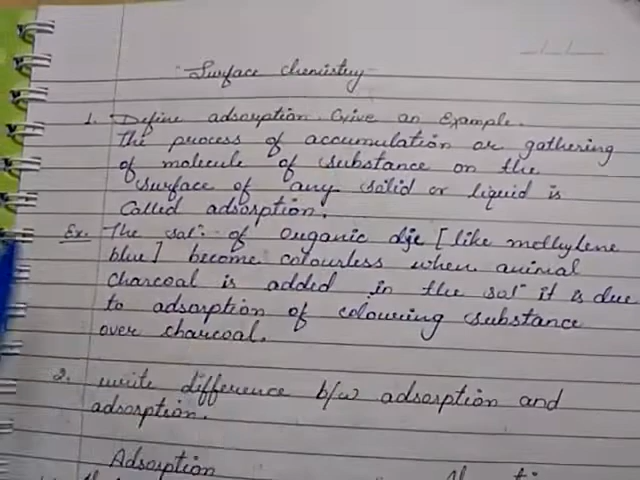 Surface chemistry
1. Define adsorption. Give an Example.
The process of accumulation or gathering
of molecule of substance on the
surface of any solid or liquid is
Called adsorption.
Ex. The solⁿ of Organic dye [like methylene
blue] become colourless when animal
charcoal is added in the solⁿ it is due
to adsorption of colouring substance
over charcoal.
2. write difference b/w adsorption and
adsorption.
Adsorption